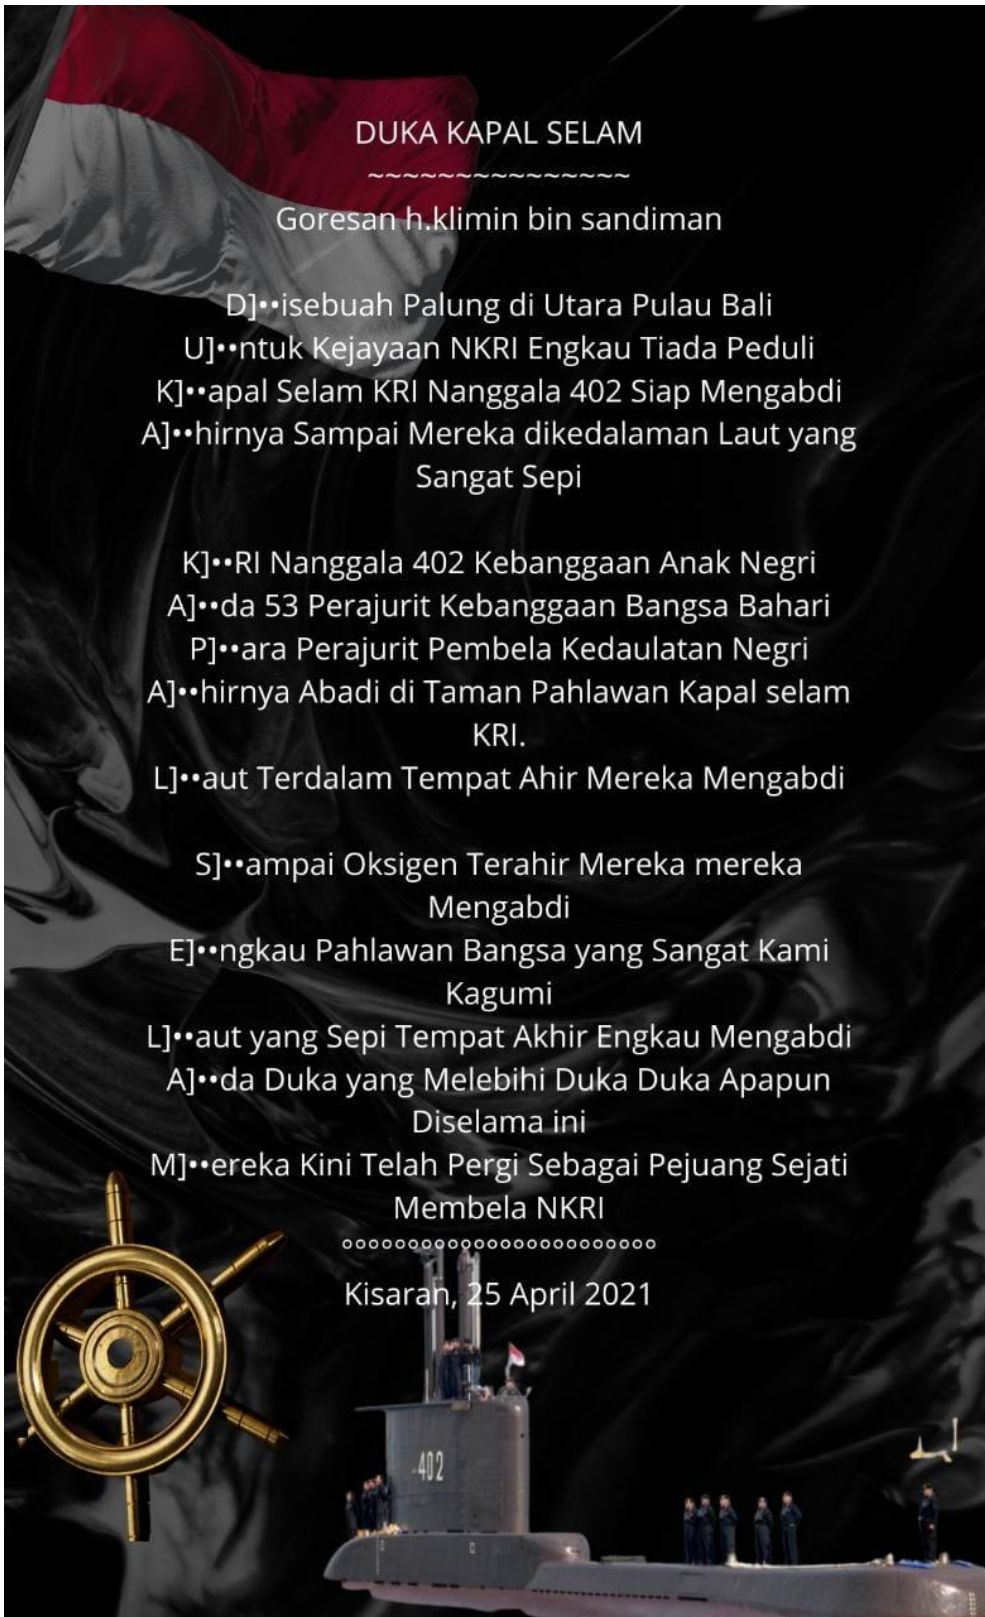 DUKA KAPAL SELAM
~~~~~~~~~~~~~~~
Goresan h.klimin bin sandiman
D]••isebuah Palung di Utara Pulau Bali
U]••ntuk Kejayaan NKRI Engkau Tiada Peduli
K]••apal Selam KRI Nanggala 402 Siap Mengabdi
A]••hirnya Sampai Mereka dikedalaman Laut yang
Sangat Sepi
K]••RI Nanggala 402 Kebanggaan Anak Negri
A]••da 53 Perajurit Kebanggaan Bangsa Bahari
P]••ara Perajurit Pembela Kedaulatan Negri
A]••hirnya Abadi di Taman Pahlawan Kapal selam
KRI.
L]••aut Terdalam Tempat Ahir Mereka Mengabdi
S]••ampai Oksigen Terahir Mereka mereka
Mengabdi
E]••ngkau Pahlawan Bangsa yang Sangat Kami
Kagumi
L]••aut yang Sepi Tempat Akhir Engkau Mengabdi
A]••da Duka yang Melebihi Duka Duka Apapun
Diselama ini
M]••ereka Kini Telah Pergi Sebagai Pejuang Sejati
Membela NKRI
°°°°°°°°°°°°°°°°°°°°°°°°
Kisaran, 25 April 2021
402